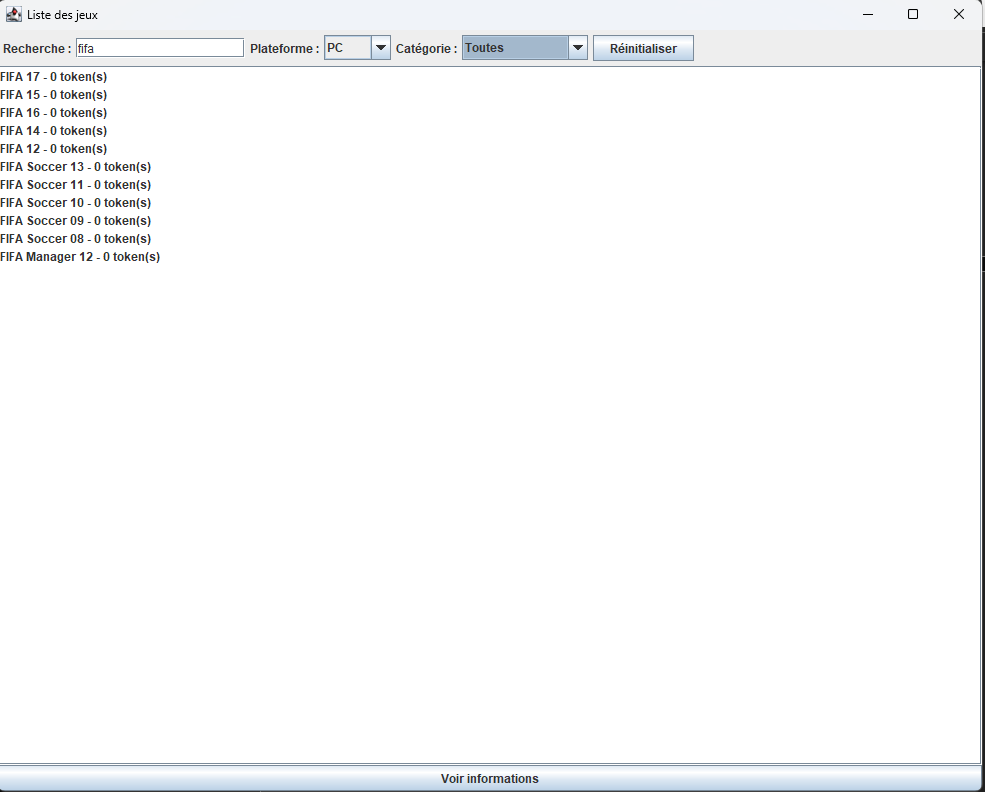 Liste des jeux
Recherche : fifa Plateforme : PC Catégorie : Toutes Réinitialiser
FIFA 17 - 0 token(s)
FIFA 15 - 0 token(s)
FIFA 16 - 0 token(s)
FIFA 14 - 0 token(s)
FIFA 12 - 0 token(s)
FIFA Soccer 13 - 0 token(s)
FIFA Soccer 11 - 0 token(s)
FIFA Soccer 10 - 0 token(s)
FIFA Soccer 09 - 0 token(s)
FIFA Soccer 08 - 0 token(s)
FIFA Manager 12 - 0 token(s)
Voir informations